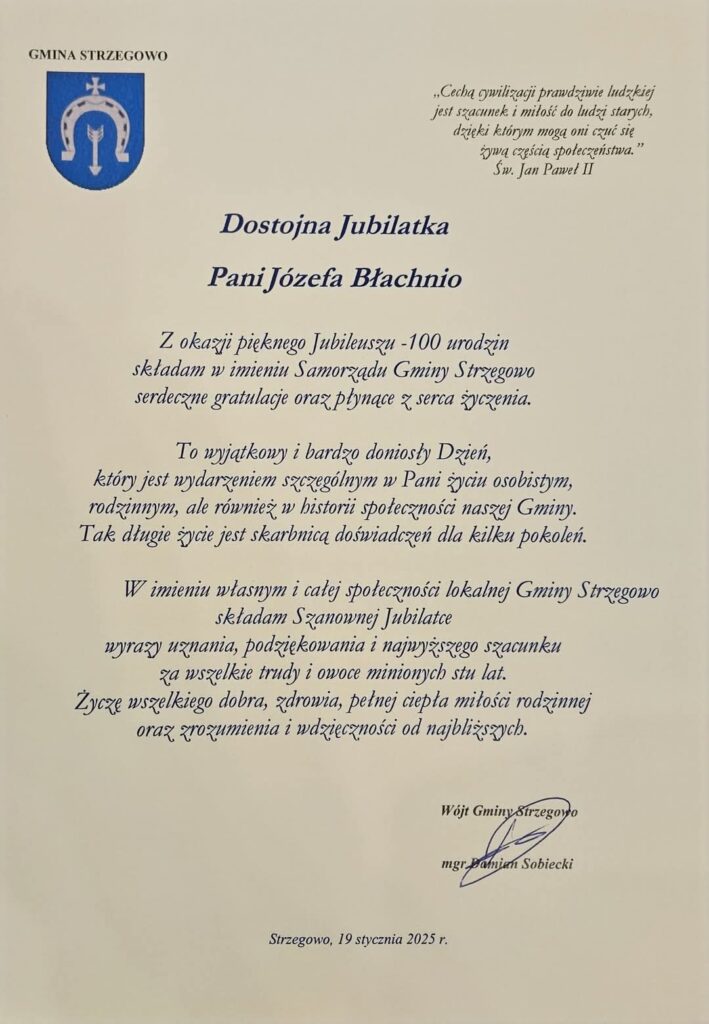 GMINA STRZEGOWO
„Cechą cywilizacji prawdziwie ludzkiej
jest szacunek i miłość do ludzi starych,
dzięki którym mogą oni czuć się
żywą częścią społeczeństwa.”
Św. Jan Paweł II
Dostojna Jubilatka
Pani Józefa Błachnio
Z okazji pięknego Jubileuszu -100 urodzin
składam w imieniu Samorządu Gminy Strzegowo
serdeczne gratulacje oraz płynące z serca życzenia.
To wyjątkowy i bardzo doniosły Dzień,
który jest wydarzeniem szczególnym w Pani życiu osobistym,
rodzinnym, ale również w historii społeczności naszej Gminy.
Tak długie życie jest skarbnicą doświadczeń dla kilku pokoleń.
W imieniu własnym i całej społeczności lokalnej Gminy Strzegowo
składam Szanownej Jubilatce
wyrazy uznania, podziękowania i najwyższego szacunku
za wszelkie trudy i owoce minionych stu lat.
Życzę wszelkiego dobra, zdrowia, pełnej ciepła miłości rodzinnej
oraz zrozumienia i wdzięczności od najbliższych.
Wójt Gminy Strzegowo
mgr Damian Sobiecki
Strzegowo, 19 stycznia 2025 r.